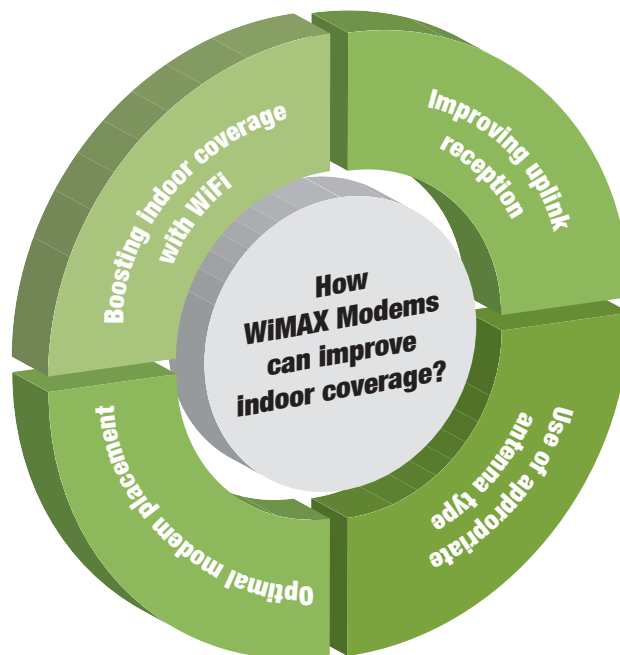 Boosting indoor coverage
with WiFi
Improving uplink
reception
How
WiMAX Modems
can improve
indoor coverage?
Use of appropriate
antenna type
Optimal modem placement